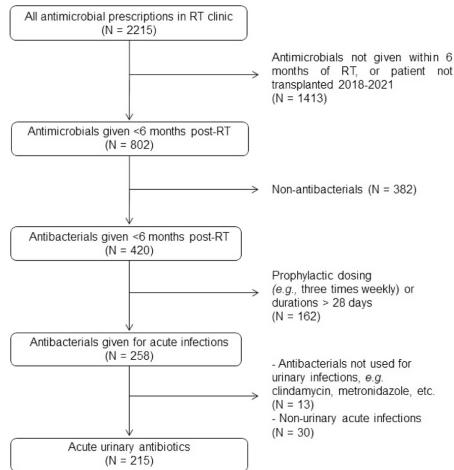 All antimicrobial prescriptions in RT clinic
(N = 2215)
Antimicrobials not given within 6
months of RT, or patient not
transplanted 2018-2021
(N = 1413)
Antimicrobials given <6 months post-RT
(N = 802)
Non-antibacterials (N = 382)
Antibacterials given <6 months post-RT
(N = 420)
Prophylactic dosing
(e.g., three times weekly) or
durations > 28 days
(N = 162)
Antibacterials given for acute infections
(N = 258)
- Antibacterials not used for
urinary infections, e.g.
clindamycin, metronidazole, etc.
(N = 13)
- Non-urinary acute infections
(N = 30)
Acute urinary antibiotics
(N = 215)